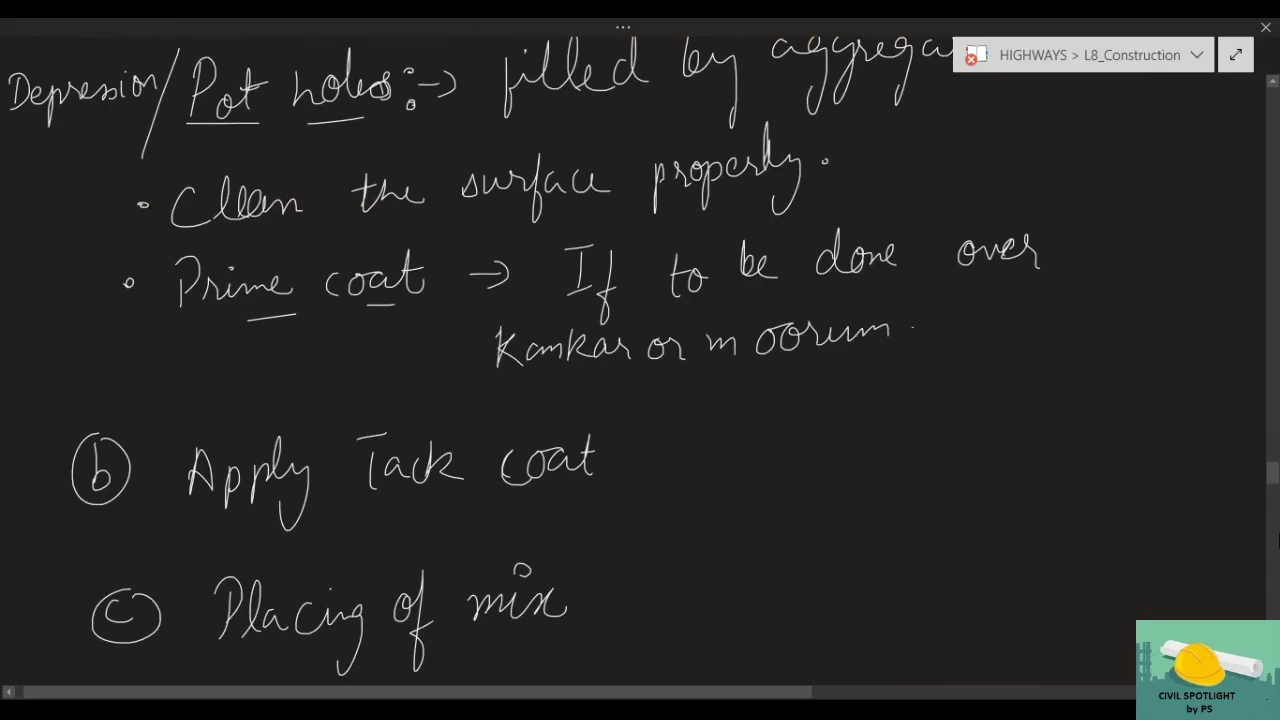 ...
HIGHWAYS > L8_Construction
Depression/Pot holes:→ filled by aggrega
• Clean the surface properly.
• Prime coat → If to be done over
Kankar or moorum.
b Apply Tack coat
c Placing of mix
CIVIL SPOTLIGHT
by PS